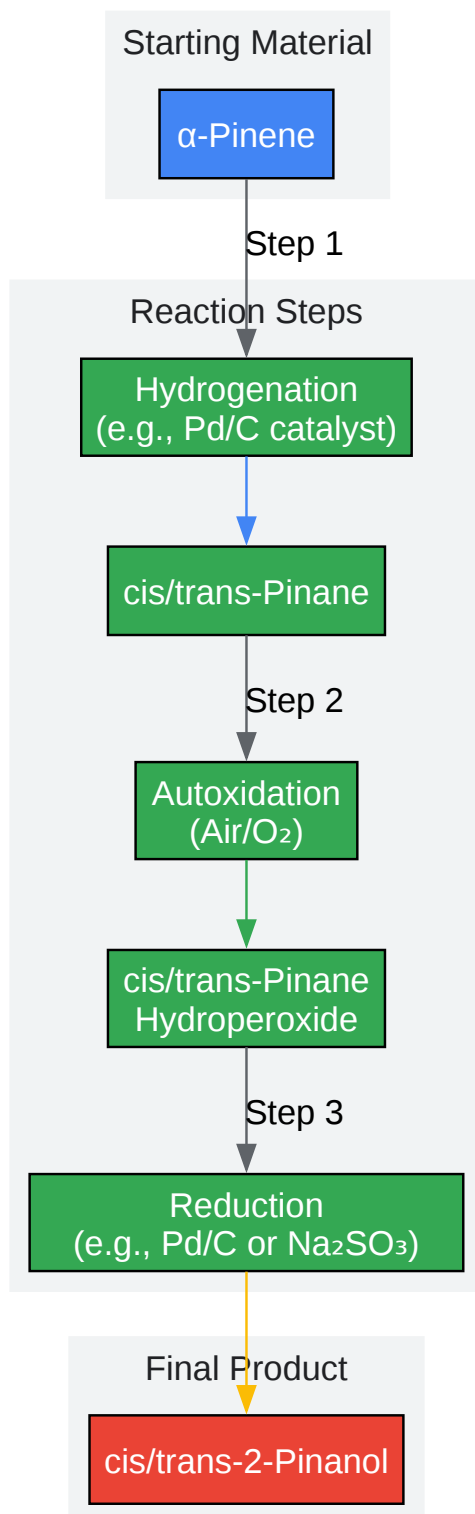 Starting Material
α-Pinene
Step 1
Reaction Steps
Hydrogenation
(e.g., Pd/C catalyst)
cis/trans-Pinane
Step 2
Autoxidation
(Air/O₂)
cis/trans-Pinane
Hydroperoxide
Step 3
Reduction
(e.g., Pd/C or Na₂SO₃)
Final Product
cis/trans-2-Pinanol